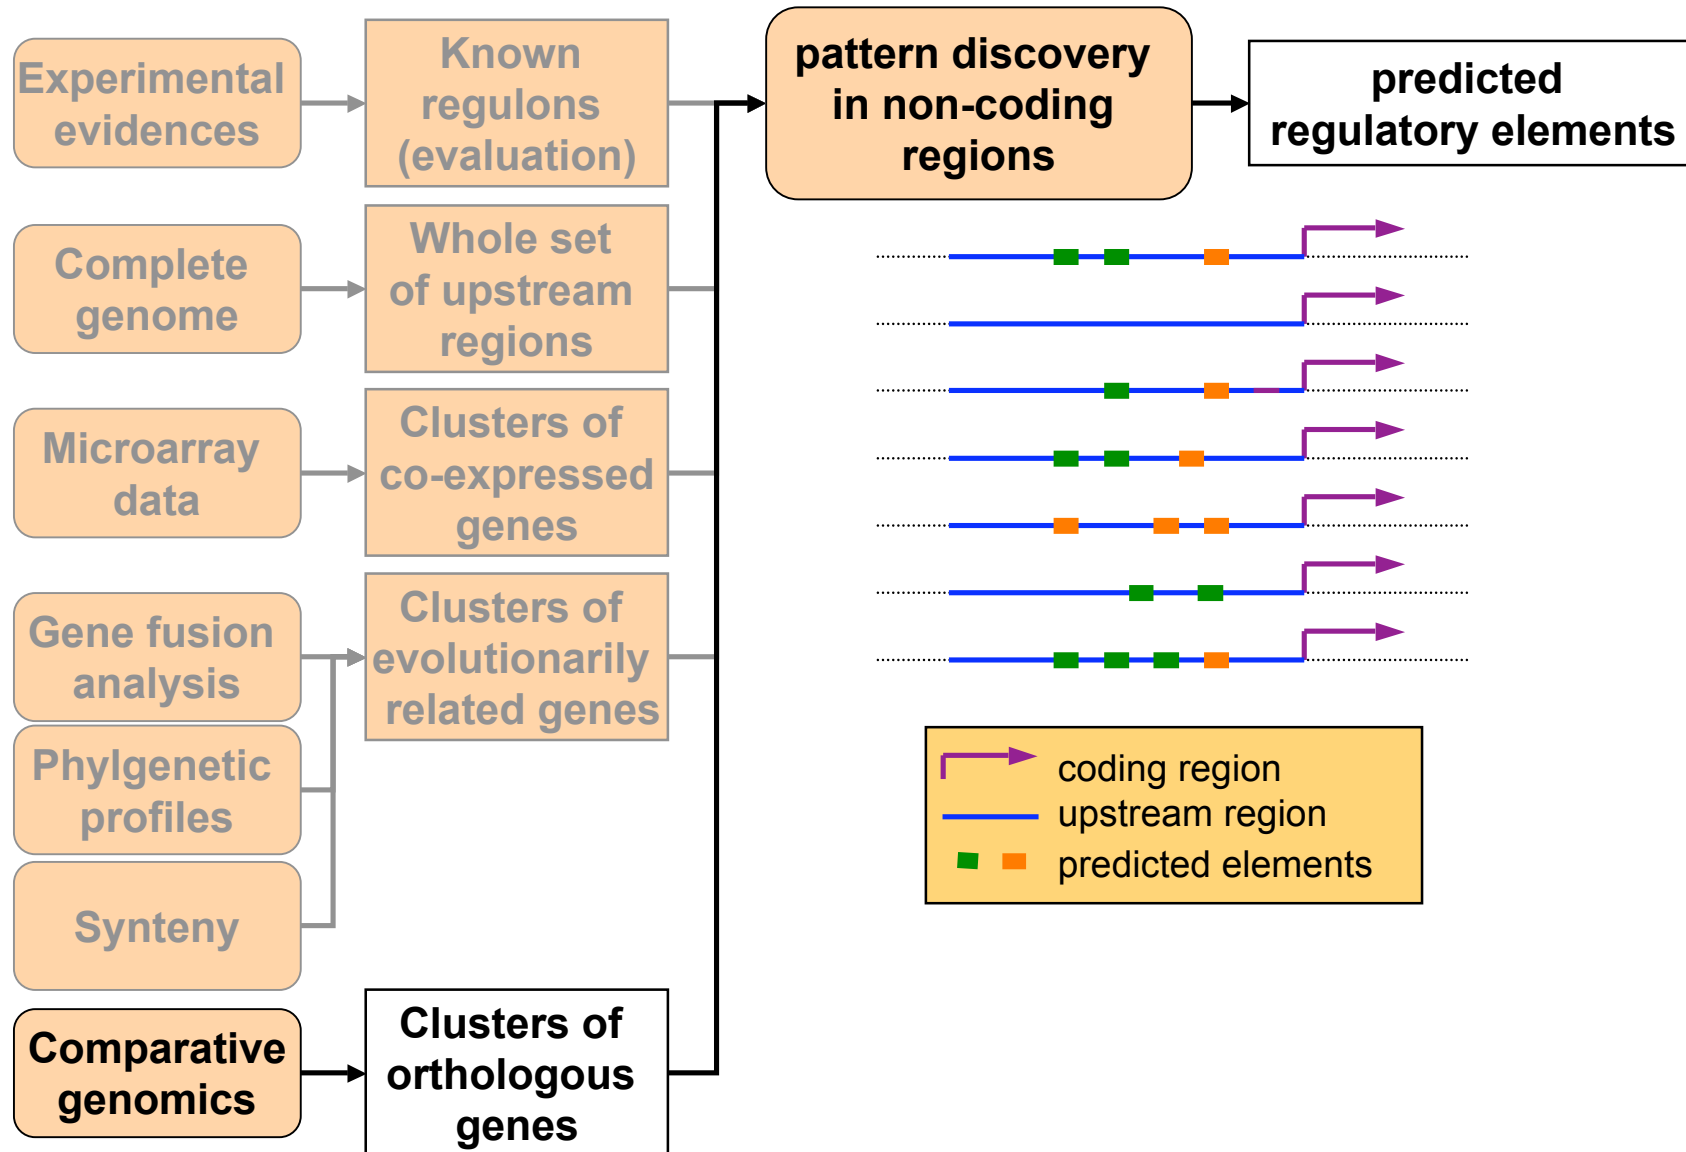 Experimental
evidences
Known
regulons
(evaluation)
pattern discovery
in non-coding
regions
predicted
regulatory elements
Complete
genome
Whole set
of upstream
regions
Microarray
data
Clusters of
co-expressed
genes
Gene fusion
analysis
Clusters of
evolutionarily
related genes
Phylgenetic
profiles
Synteny
Comparative
genomics
Clusters of
orthologous
genes
coding region
upstream region
predicted elements